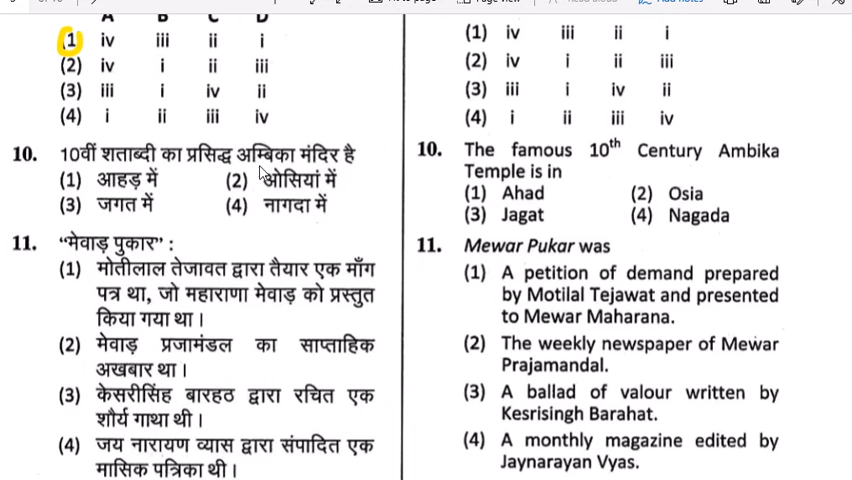 A B C D
(1 iv iii ii i
(2) iv i ii iii
(3) iii i iv ii
(4) i ii iii iv
10. 10वीं शताब्दी का प्रसिद्ध अम्बिका मंदिर है
(1) आहड़ में (2) ओसियां में
(3) जगत में (4) नागदा में
11. “मेवाड़ पुकार” :
(1) मोतीलाल तेजावत द्वारा तैयार एक माँग
पत्र था, जो महाराणा मेवाड़ को प्रस्तुत
किया गया था।
(2) मेवाड़ प्रजामंडल का साप्ताहिक
अखबार था।
(3) केसरीसिंह बारहठ द्वारा रचित एक
शौर्य गाथा थी।
(4) जय नारायण व्यास द्वारा संपादित एक
मासिक पत्रिका थी।
(1) iv iii ii i
(2) iv i ii iii
(3) iii i iv ii
(4) i ii iii iv
10. The famous 10th Century Ambika
Temple is in
(1) Ahad (2) Osia
(3) Jagat (4) Nagada
11. Mewar Pukar was
(1) A petition of demand prepared
by Motilal Tejawat and presented
to Mewar Maharana.
(2) The weekly newspaper of Mewar
Prajamandal.
(3) A ballad of valour written by
Kesrisingh Barahat.
(4) A monthly magazine edited by
Jaynarayan Vyas.